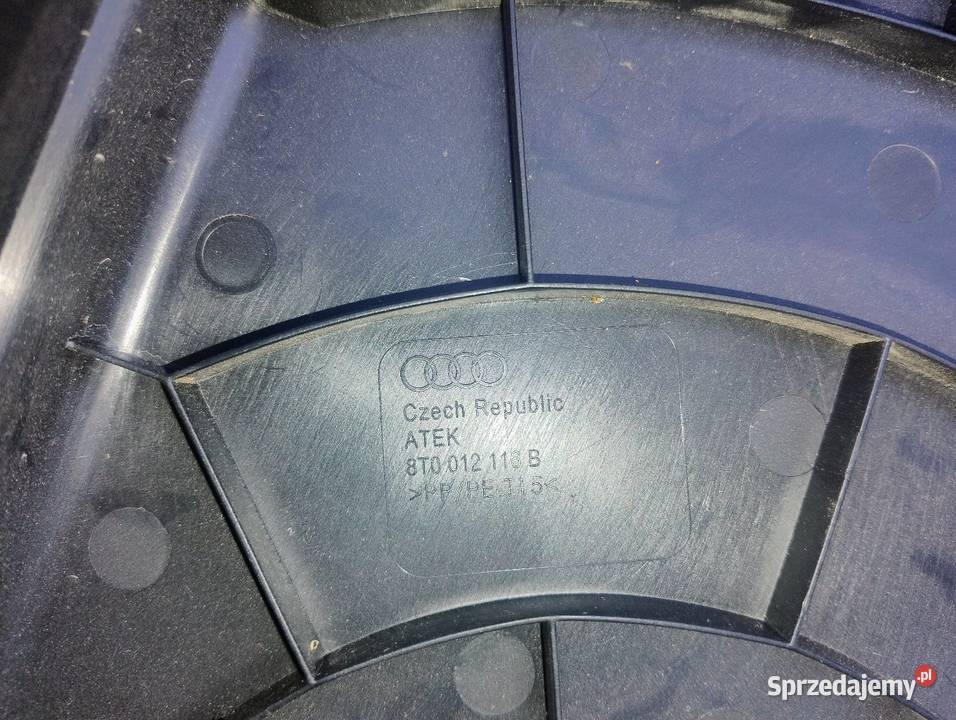 Czech Republic
ATEK
8T0 012 116 B
>PP/PE T15<
Sprzedajemy.pl